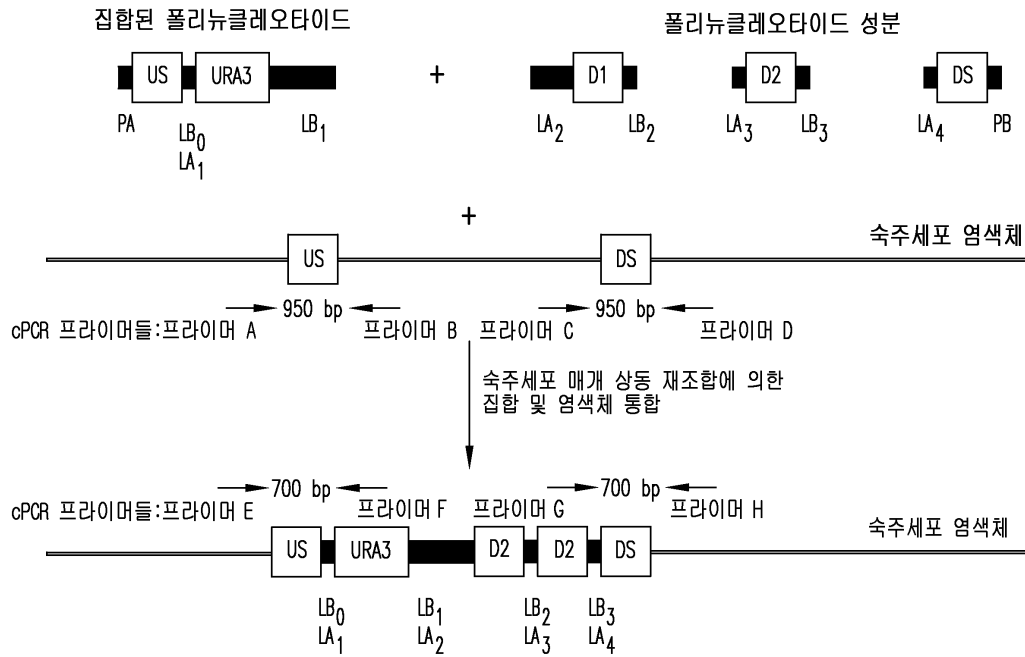 집합된 폴리뉴클레오타이드
폴리뉴클레오타이드 성분
US URA3 + D1 D2 DS
PA LB0 LB1 LA2 LB2 LA3 LB3 LA4 PB
LA1
+
숙주세포 염색체
US DS
950 bp 950 bp
cPCR 프라이머들:프라이머 A 프라이머 B 프라이머 C 프라이머 D
숙주세포 매개 상동 재조합에 의한
집합 및 염색체 통합
700 bp 700 bp
cPCR 프라이머들:프라이머 E 프라이머 F 프라이머 G 프라이머 H
숙주세포 염색체
US URA3 D2 D2 DS
LB0 LB1 LB2 LB3
LA1 LA2 LA3 LA4